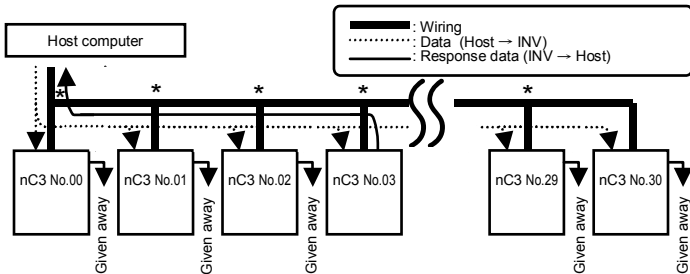 Host computer
: Wiring
: Data (Host → INV)
: Response data (INV → Host)
* * * * *
nC3 No.00
nC3 No.01
nC3 No.02
nC3 No.03
nC3 No.29
nC3 No.30
Given away
Given away
Given away
Given away
Given away